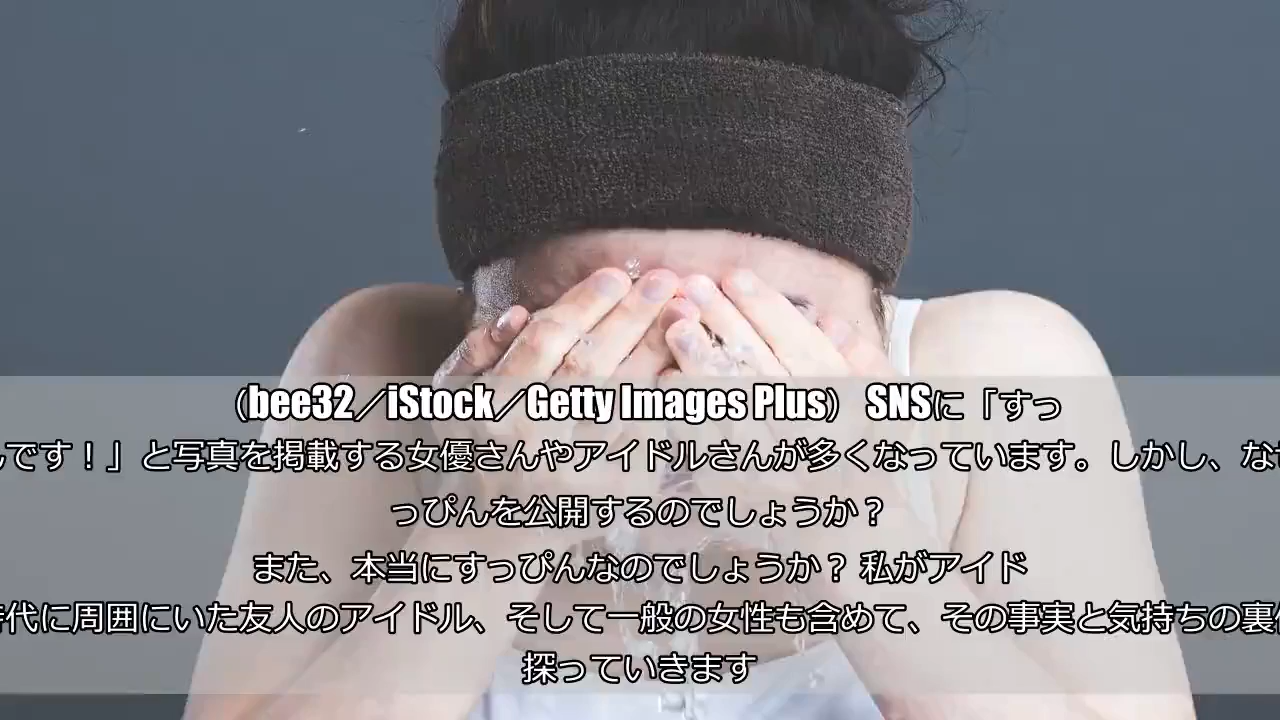 （bee32／iStock／Getty Images Plus） SNSに「すっ
です！」と写真を掲載する女優さんやアイドルさんが多くなっています。しかし、な
っぴんを公開するのでしょうか？
また、本当にすっぴんなのでしょうか？ 私がアイド
代に周囲にいた友人のアイドル、そして一般の女性も含めて、その事実と気持ちの裏
探っていきます